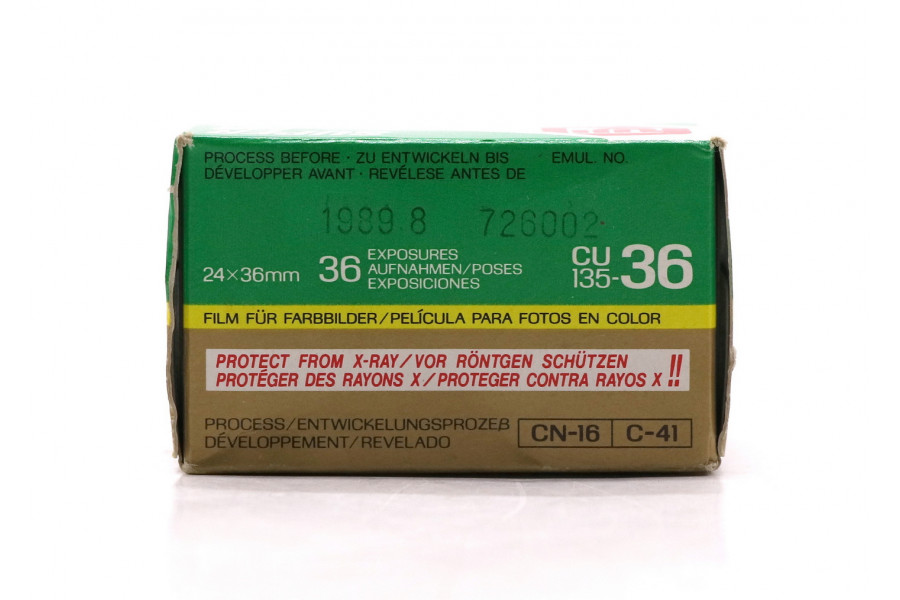 PROCESS BEFORE · ZU ENTWICKELN BIS EMUL. NO.
DÉVELOPPER AVANT · REVÉLESE ANTES DE
1989.8 726002
24×36mm 36 EXPOSURES
AUFNAHMEN/POSES
EXPOSICIONES
CU
135-36
FILM FÜR FARBBILDER/PELÍCULA PARA FOTOS EN COLOR
PROTECT FROM X-RAY/VOR RÖNTGEN SCHÜTZEN
PROTÉGER DES RAYONS X/PROTEGER CONTRA RAYOS X !!
PROCESS/ENTWICKELUNGSPROZEß
DÉVELOPPEMENT/REVELADO
CN-16 C-41